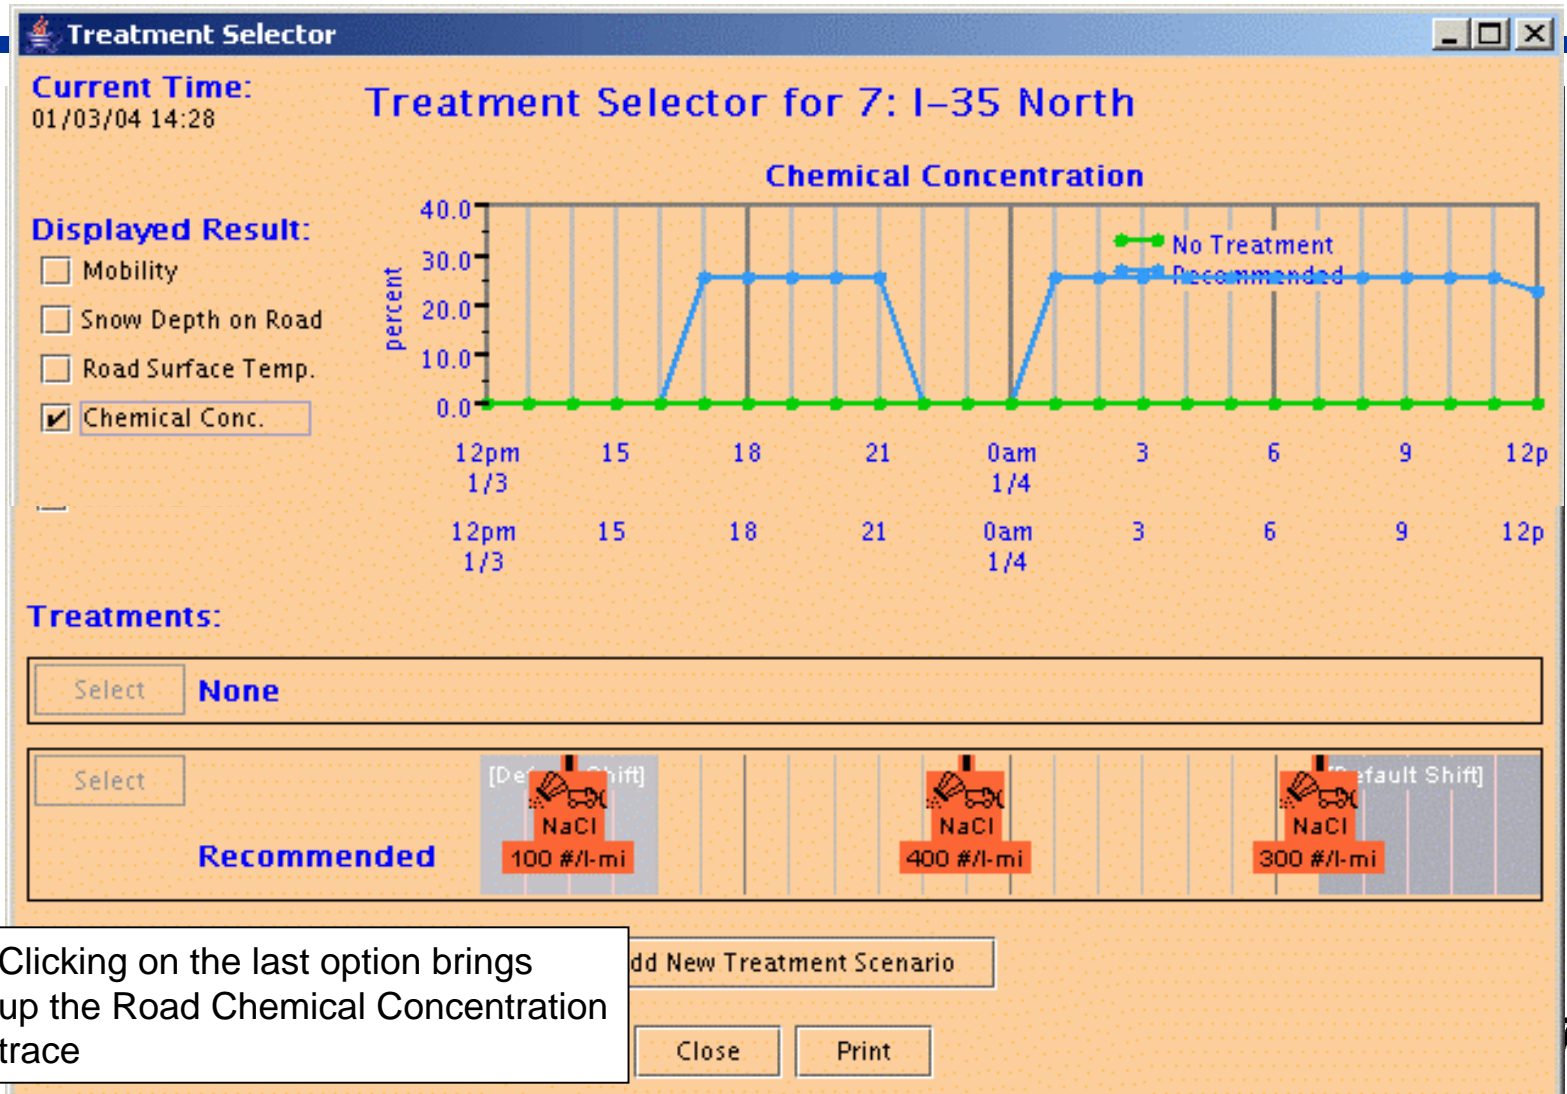 Treatment Selector
Current Time:
01/03/04 14:28
Treatment Selector for 7: I-35 North
Chemical Concentration
Displayed Result:
Mobility
Snow Depth on Road
Road Surface Temp.
Chemical Conc.
percent
40.0
30.0
20.0
10.0
0.0
No Treatment
Recommended
12pm 15 18 21 0am 3 6 9 12p
1/3 1/4
12pm 15 18 21 0am 3 6 9 12p
1/3 1/4
Treatments:
Select None
Select
Recommended
[De Shift]
NaCl
100 #/l-mi
NaCl
400 #/l-mi
[Default Shift]
NaCl
300 #/l-mi
dd New Treatment Scenario
Clicking on the last option brings
up the Road Chemical Concentration
trace
Close Print